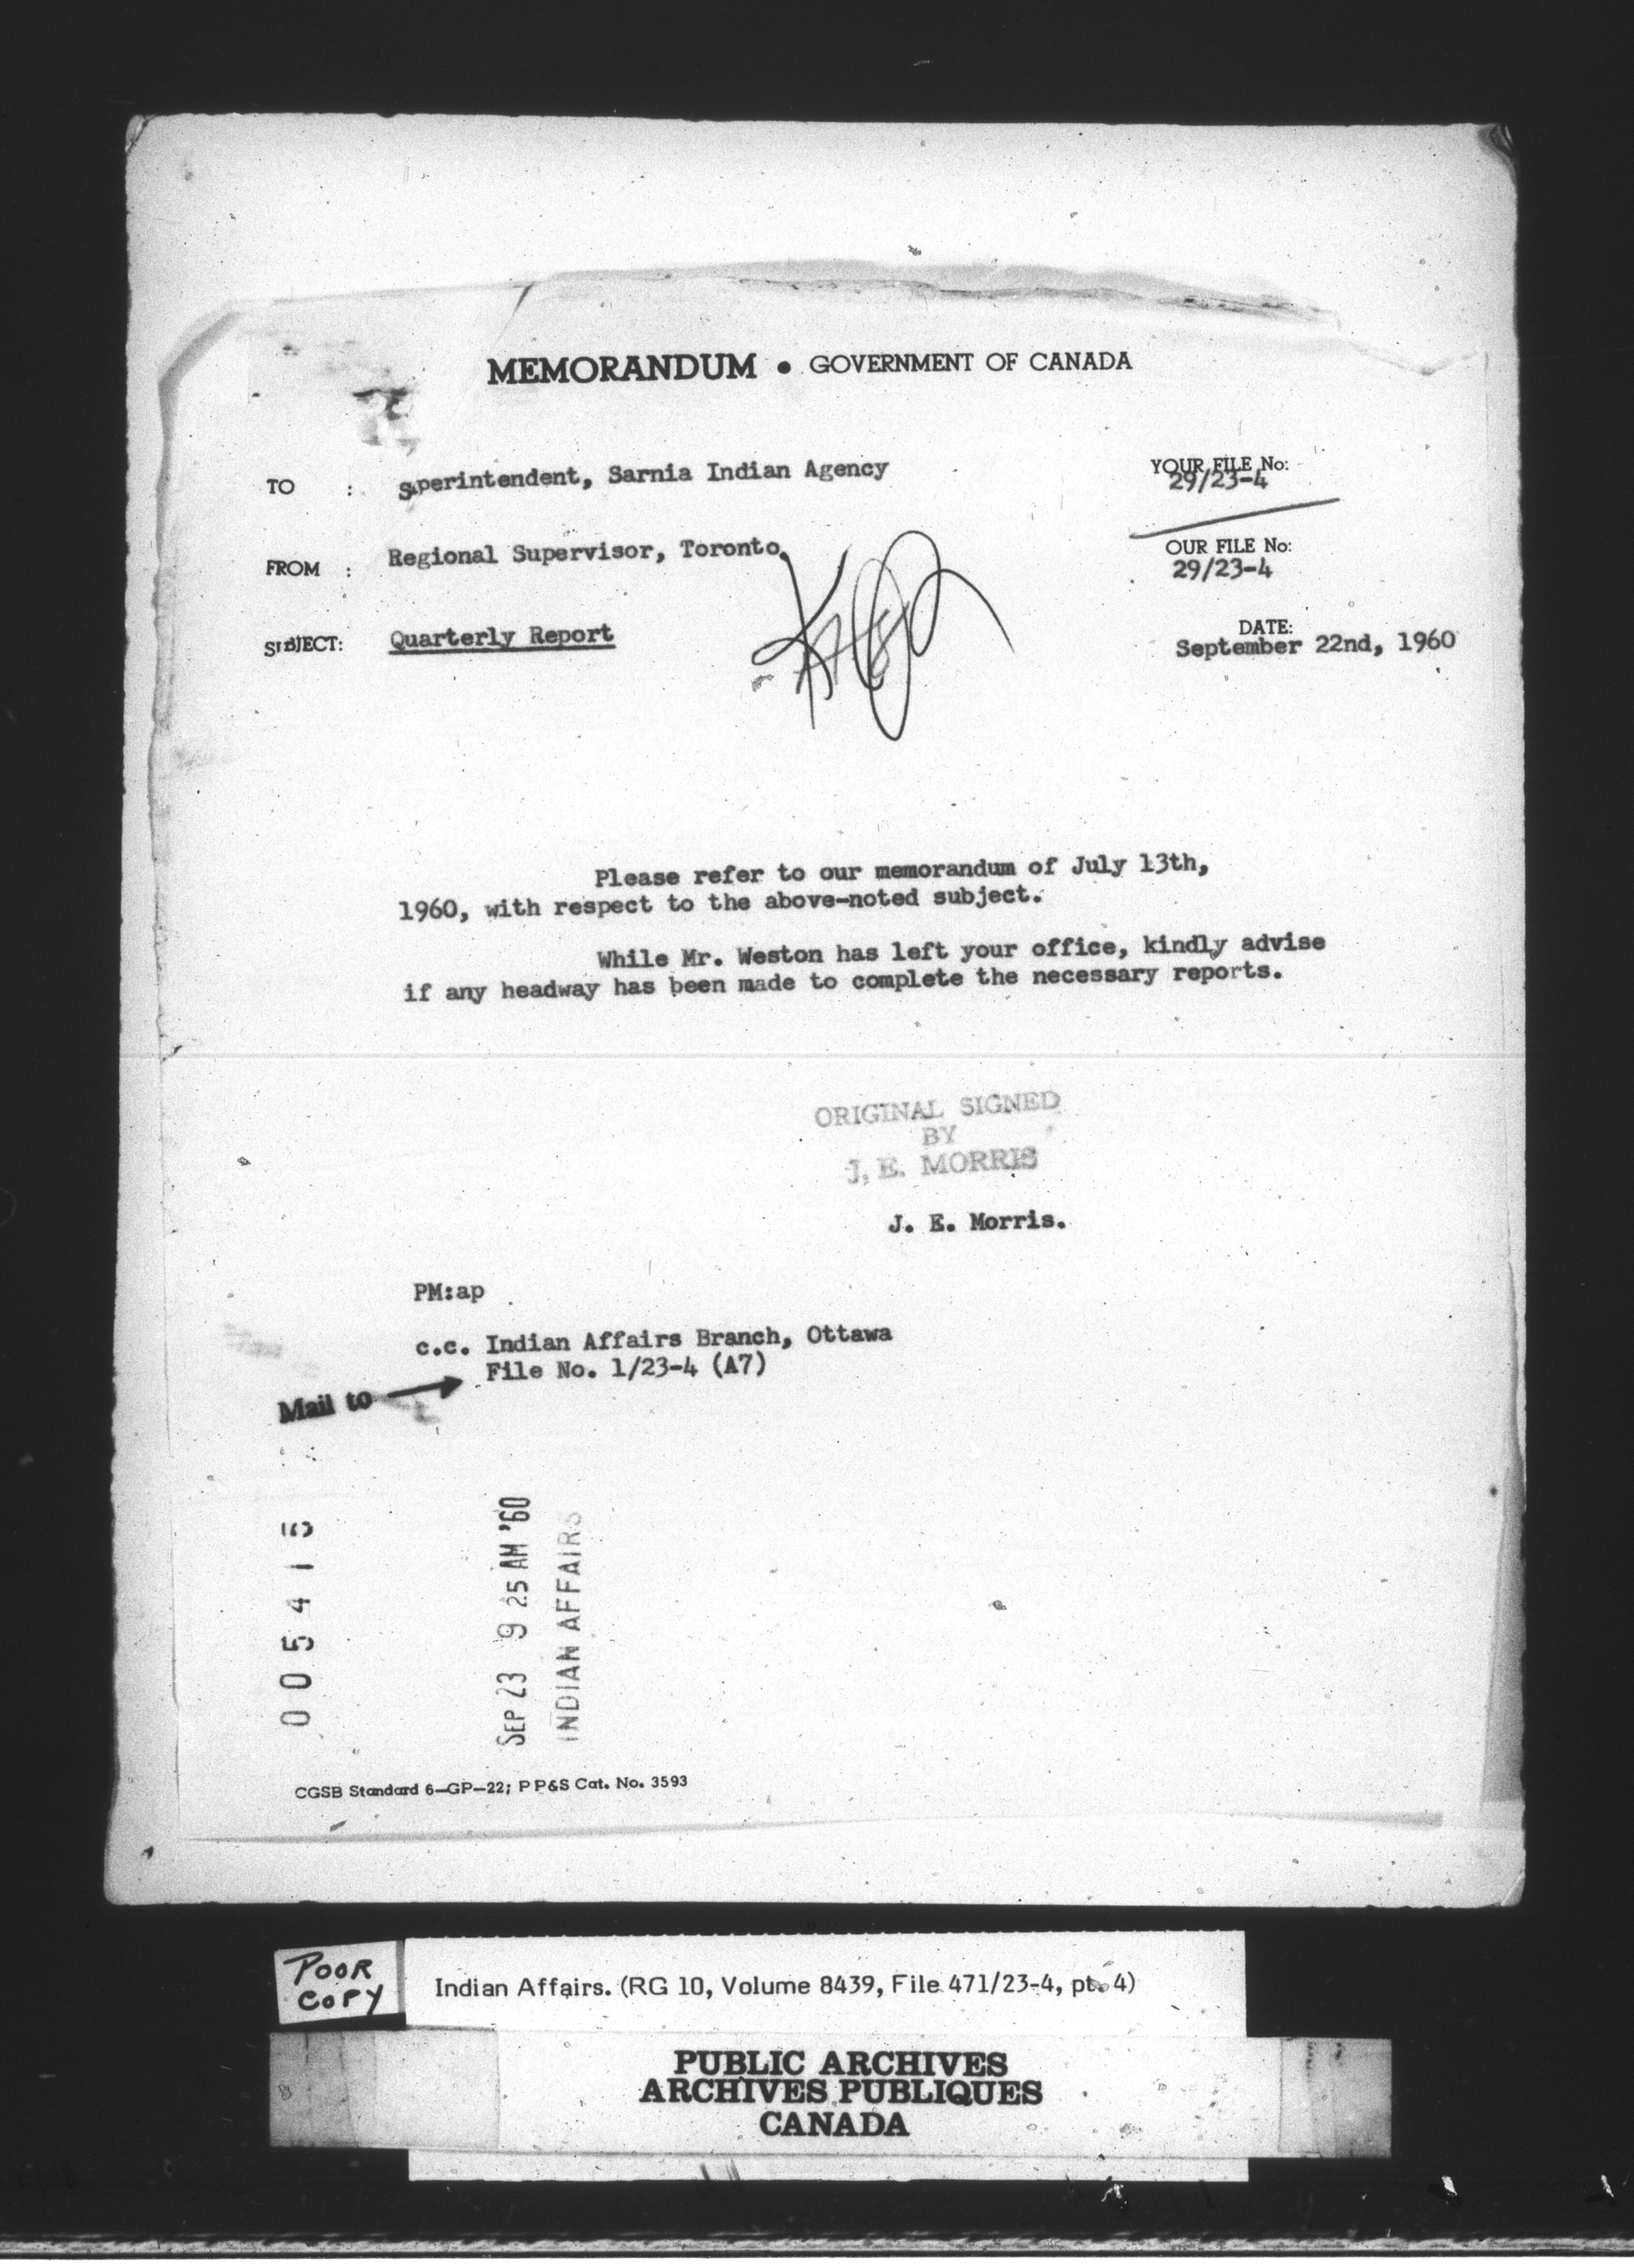 MEMORANDUM • GOVERNMENT OF CANADA
TO : Superintendent, Sarnia Indian Agency
YOUR FILE No:
29/23-4
FROM : Regional Supervisor, Toronto.
OUR FILE No:
29/23-4
SUBJECT: Quarterly Report
DATE:
September 22nd, 1960
Please refer to our memorandum of July 13th,
1960, with respect to the above-noted subject.
While Mr. Weston has left your office, kindly advise
if any headway has been made to complete the necessary reports.
ORIGINAL SIGNED
BY
J. E. MORRIS
J. E. Morris.
PM:ap
c.c. Indian Affairs Branch, Ottawa
File No. 1/23-4 (A7)
Mail to
005415
SEP 23 9 25 AM '60
INDIAN AFFAIRS
CGSB Standard 6-GP-22; PP&S Cat. No. 3593
POOR
COPY
Indian Affairs. (RG 10, Volume 8439, File 471/23-4, pt. 4)
PUBLIC ARCHIVES
ARCHIVES PUBLIQUES
CANADA